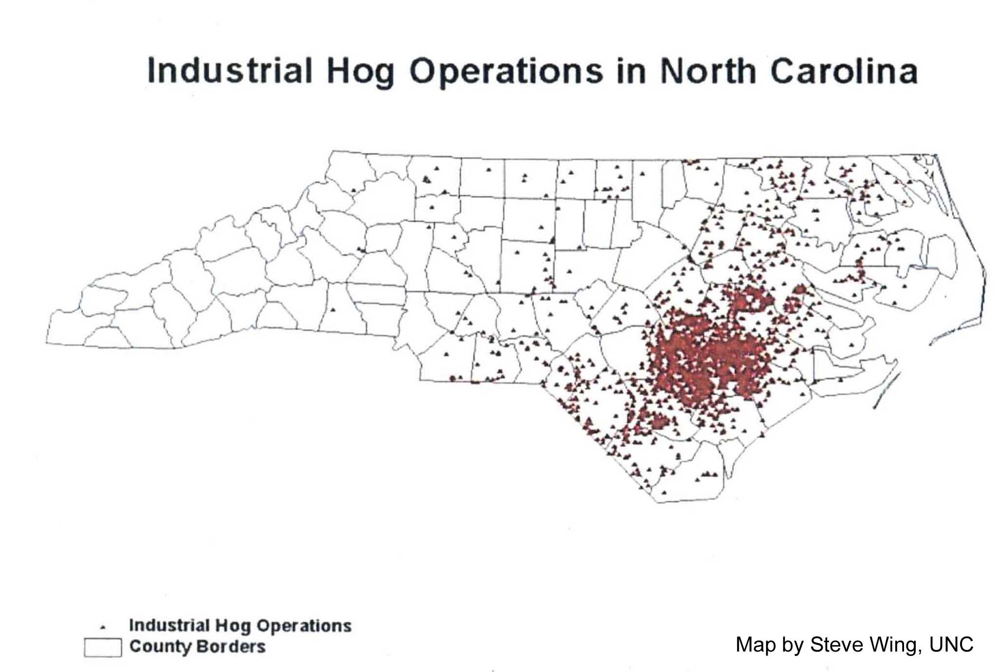 Industrial Hog Operations in North Carolina
Industrial Hog Operations
County Borders
Map by Steve Wing, UNC